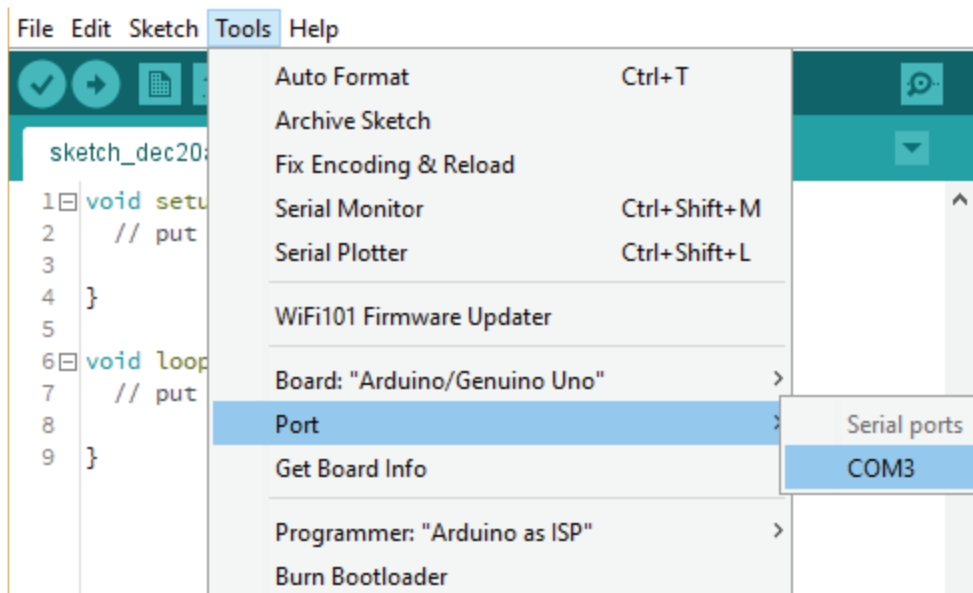 File Edit Sketch Tools Help
Auto Format Ctrl+T
Archive Sketch
Fix Encoding & Reload
Serial Monitor Ctrl+Shift+M
Serial Plotter Ctrl+Shift+L
WiFi101 Firmware Updater
Board: "Arduino/Genuino Uno"
Port
Get Board Info
Programmer: "Arduino as ISP"
Burn Bootloader
Serial ports
COM3
sketch_dec20a
1 void setu
2 // put
3
4 }
5
6 void loop
7 // put
8
9 }